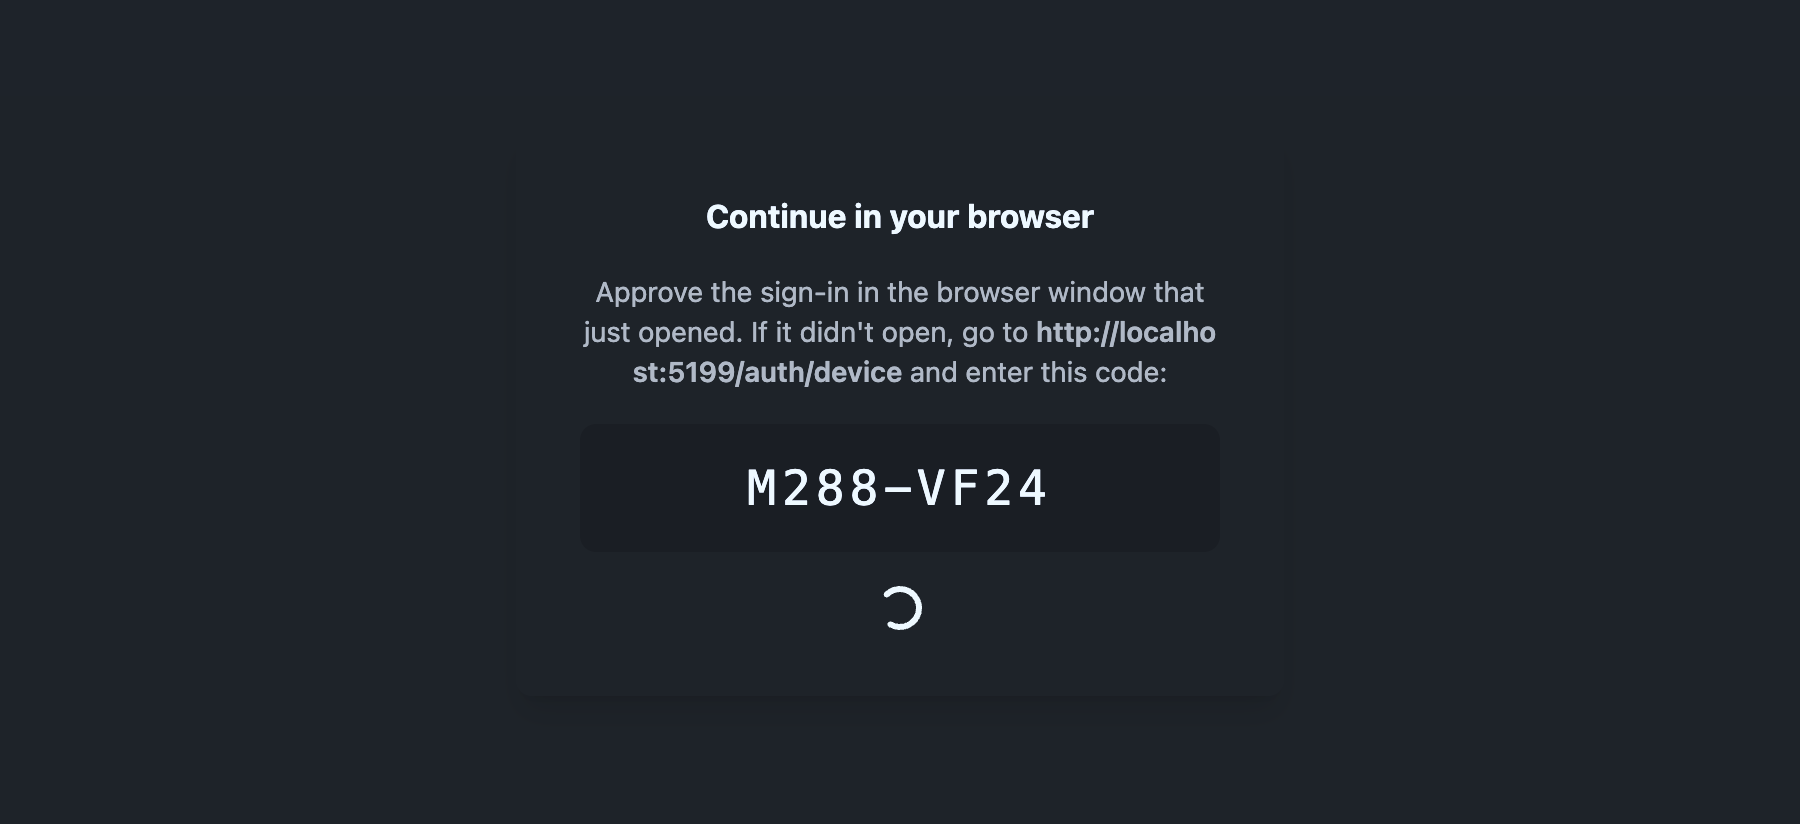 Continue in your browser
Approve the sign-in in the browser window that
just opened. If it didn't open, go to http://localho
st:5199/auth/device and enter this code:
M288-VF24